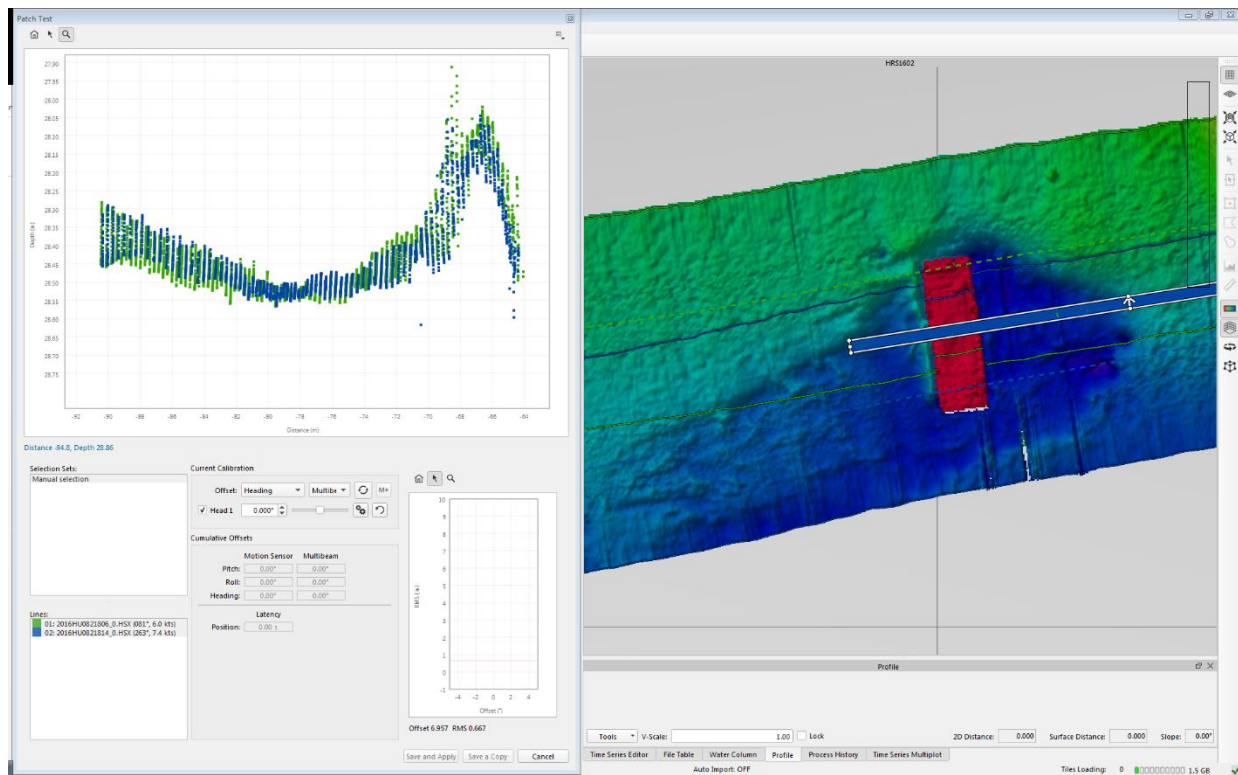 Patch Test
HRS1602
27.90
27.95
28.00
28.05
28.10
28.15
28.20
28.25
28.30
28.35
28.40
28.45
28.50
28.55
28.60
28.65
28.70
28.75
Depth (m)
-92 -90 -88 -86 -84 -82 -80 -78 -76 -74 -72 -70 -68 -66 -64
Distance (m)
Distance -94.8, Depth 28.86
Selection Sets:
Manual selection
Current Calibration
Offset: Heading Multibe M+
Head 1 0.000°
Cumulative Offsets
Motion Sensor Multibeam
Pitch: 0.00° 0.00°
Roll: 0.00° 0.00°
Heading: 0.00° 0.00°
Latency
Position: 0.00 s
Lines:
01: 2016HU0821806_0.HSX (081°, 6.0 kts)
02: 2016HU0821814_0.HSX (263°, 7.4 kts)
10
9
8
7
6
5
4
3
2
1
0
-1
RMS (m)
-4 -2 0 2 4
Offset (°)
Offset 6.957 RMS 0.667
Save and Apply Save a Copy Cancel
Profile
Tools V-Scale: 1.00 Lock 2D Distance: 0.000 Surface Distance: 0.000 Slope: 0.00°
Time Series Editor File Table Water Column Profile Process History Time Series Multiplot
Auto Import: OFF Tiles Loading: 0 1.5 GB